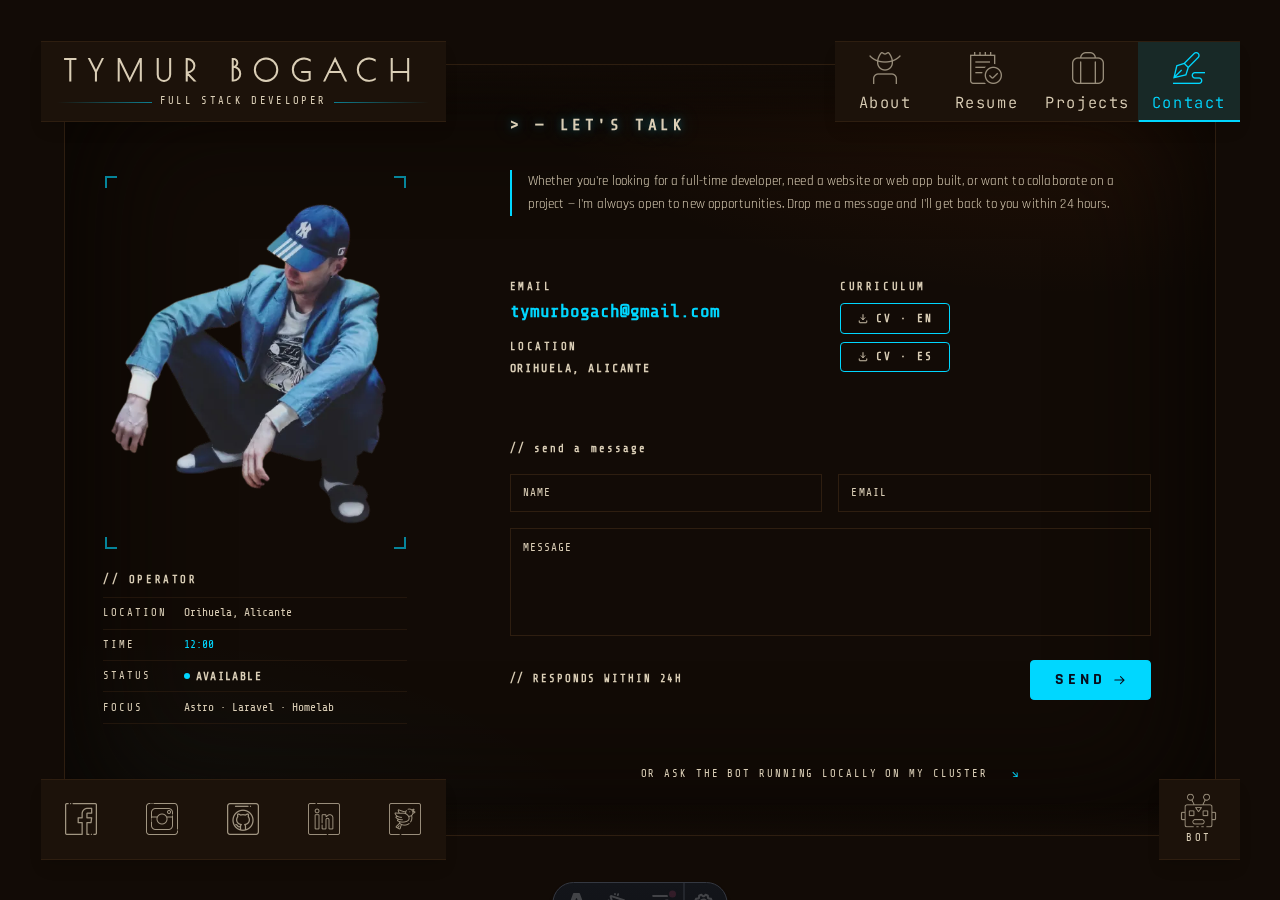 TYMUR BOGACH
FULL STACK DEVELOPER
About
Resume
Projects
Contact
> — LET'S TALK
Whether you're looking for a full-time developer, need a website or web app built, or want to collaborate on a
project — I'm always open to new opportunities. Drop me a message and I'll get back to you within 24 hours.
EMAIL
tymurbogach@gmail.com
LOCATION
ORIHUELA, ALICANTE
CURRICULUM
CV · EN
CV · ES
// send a message
NAME
EMAIL
MESSAGE
// RESPONDS WITHIN 24H
SEND →
// OPERATOR
LOCATION Orihuela, Alicante
TIME 12:00
STATUS AVAILABLE
FOCUS Astro · Laravel · Homelab
OR ASK THE BOT RUNNING LOCALLY ON MY CLUSTER ↘
BOT